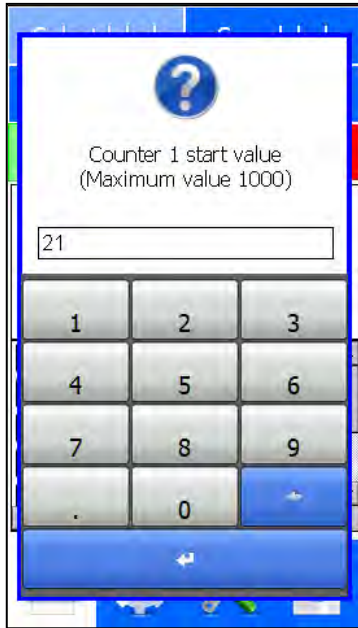 Counter 1 start value
(Maximum value 1000)
21
1 2 3
4 5 6
7 8 9
. 0